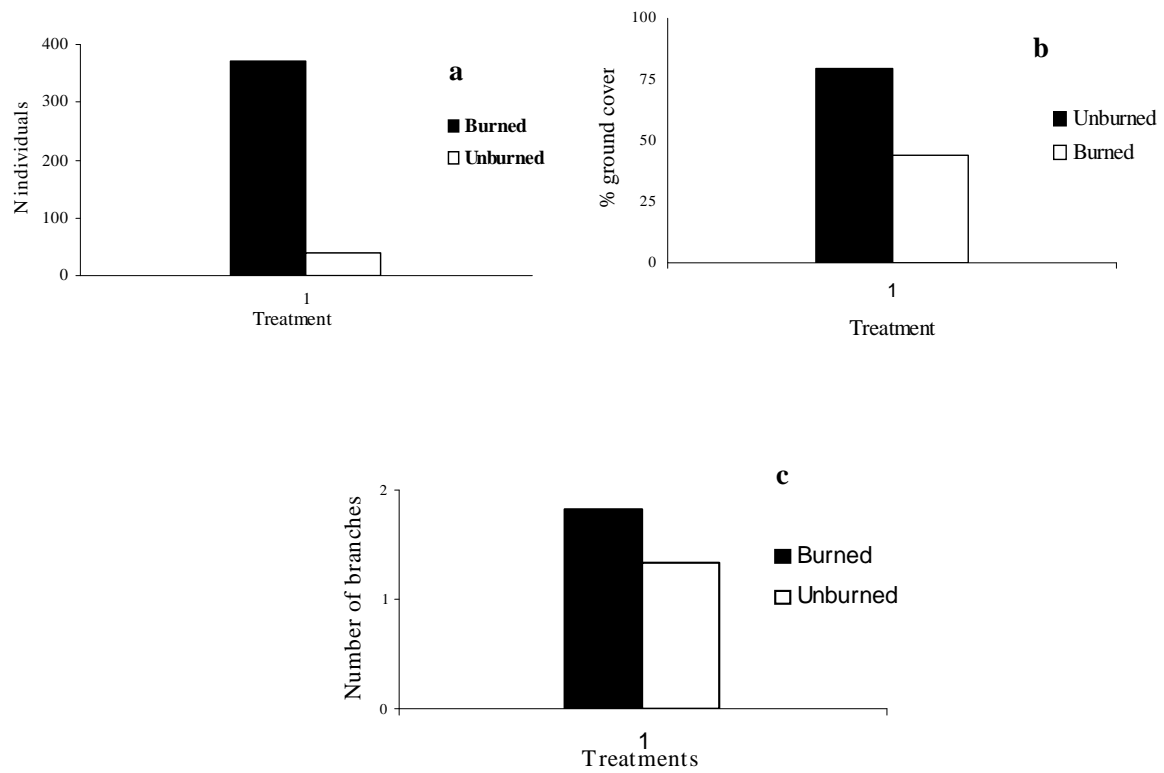 a
400
300
200
100
0
N individuals
Burned
Unburned
1
Treatment
b
100
75
50
25
0
% ground cover
Unburned
Burned
1
Treatment
c
2
1
0
Number of branches
Burned
Unburned
1
Treatments